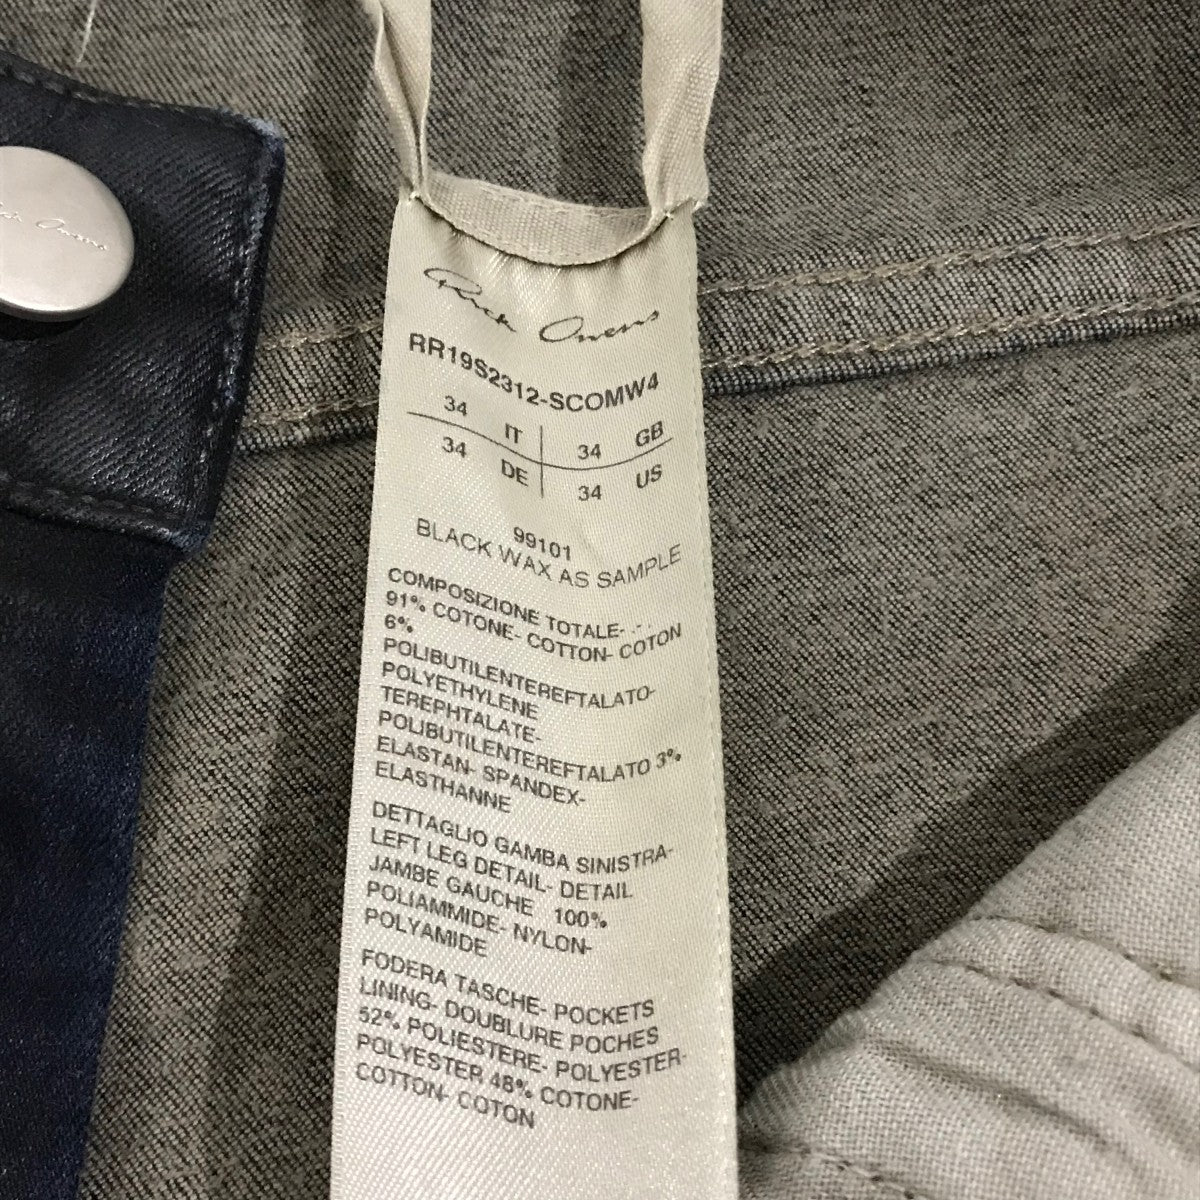 Rick Owens
Owens
RR19S2312-SCOMW4
34 IT 34 GB
34 DE 34 US
99101
BLACK WAX AS SAMPLE
COMPOSIZIONE TOTALE- .- .
91% COTONE- COTTON- COTON
6%
POLIBUTILENTEREFTALATO-
POLYETHYLENE
TEREPHTALATE-
POLIBUTILENTEREFTALATO 3%
ELASTAN- SPANDEX-
ELASTHANNE
DETTAGLIO GAMBA SINISTRA-
LEFT LEG DETAIL- DETAIL
JAMBE GAUCHE 100%
POLIAMMIDE- NYLON-
POLYAMIDE
FODERA TASCHE- POCKETS
LINING- DOUBLURE POCHES
52% POLIESTERE- POLYESTER-
POLYESTER 48% COTONE-
COTTON- COTON